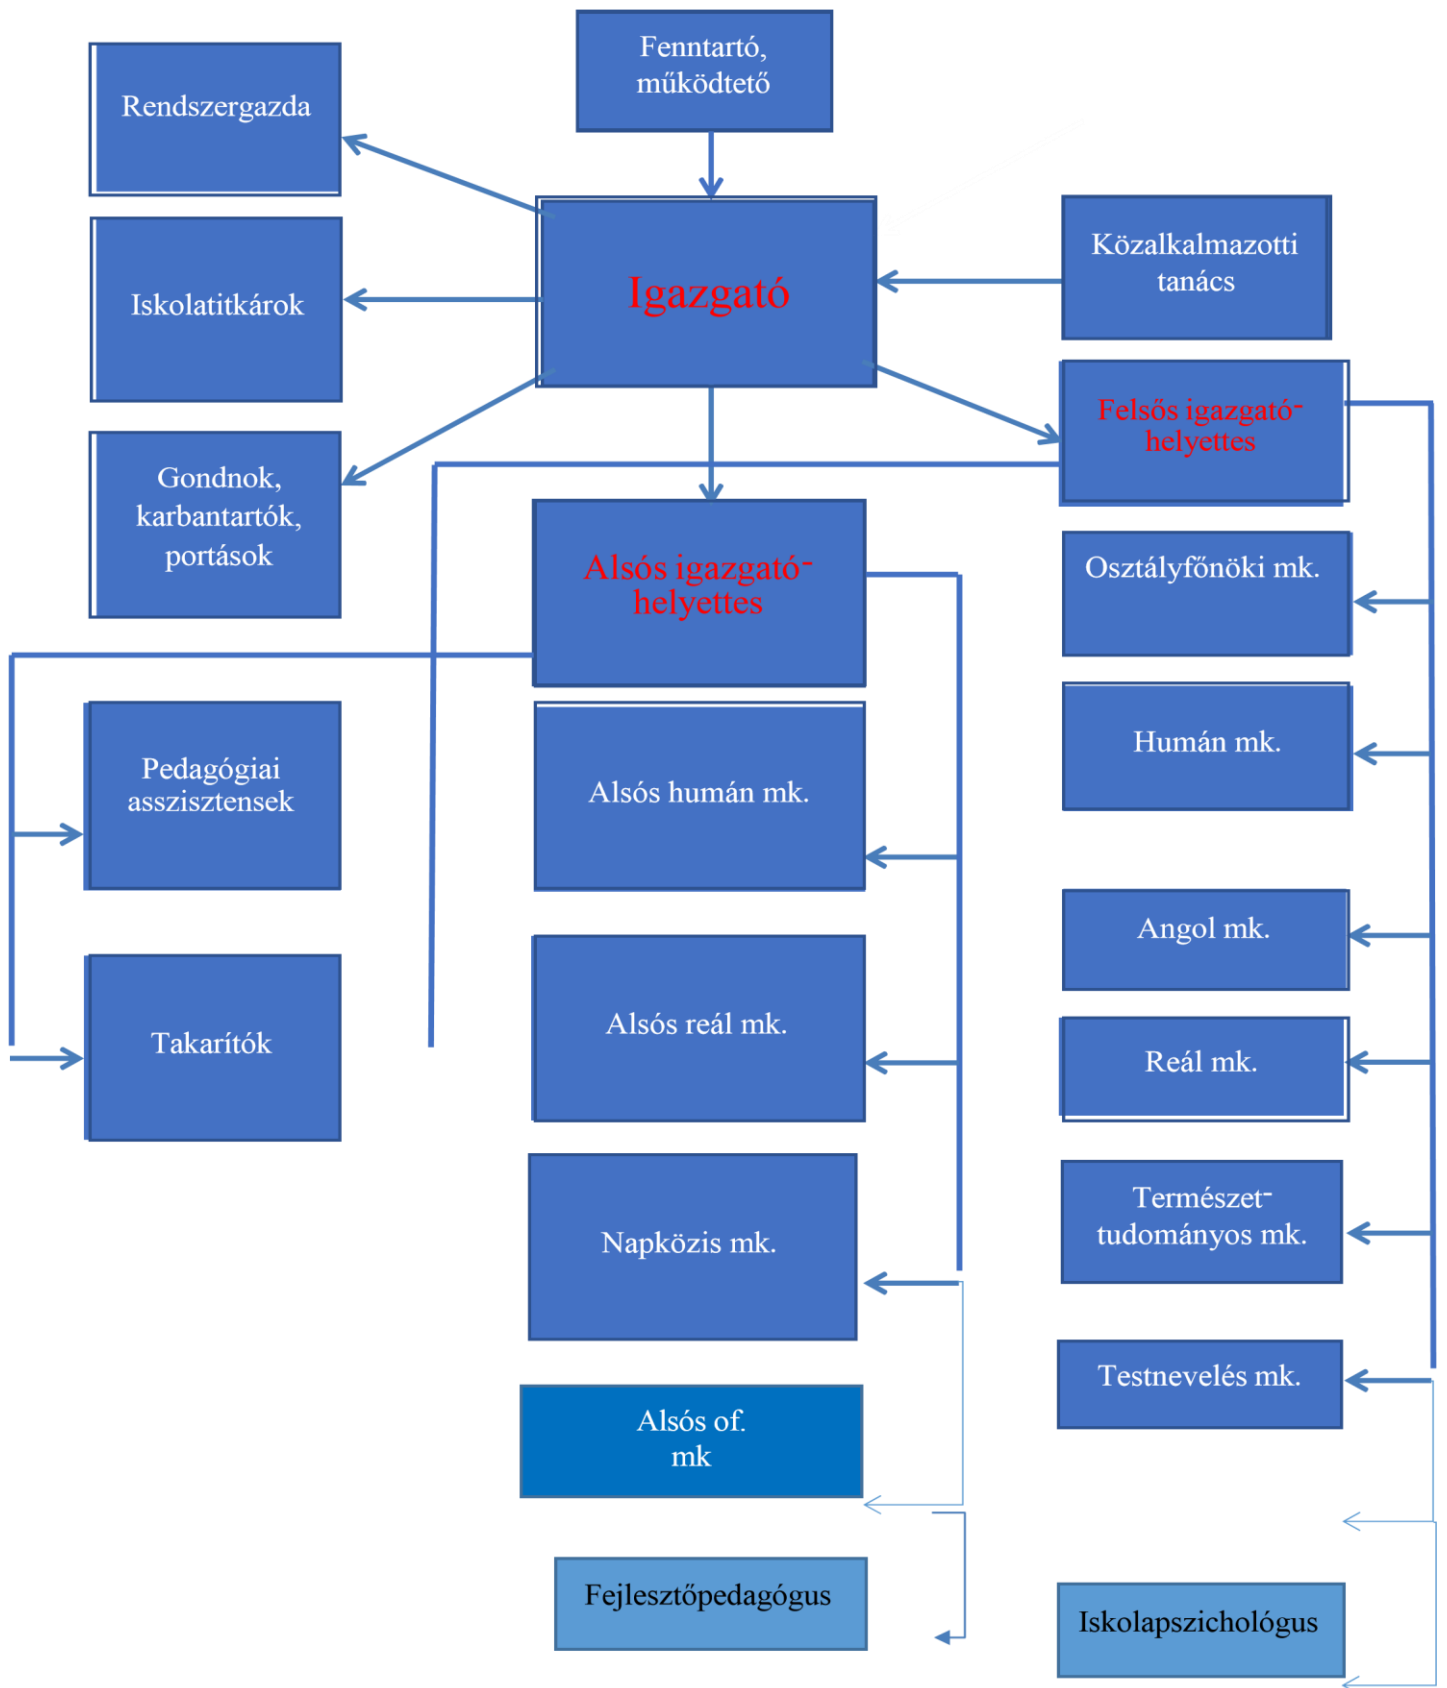 Fenntartó,
működtető
Rendszergazda
Igazgató
Közalkalmazotti
tanács
Iskolatitkárok
Felsős igazgató-
helyettes
Gondnok,
karbantartók,
portások
Alsós igazgató-
helyettes
Osztályfőnöki mk.
Pedagógiai
asszisztensek
Alsós humán mk.
Humán mk.
Angol mk.
Takarítók
Alsós reál mk.
Reál mk.
Napközis mk.
Természet-
tudományos mk.
Testnevelés mk.
Alsós of.
mk
Fejlesztőpedagógus
Iskolapszichológus